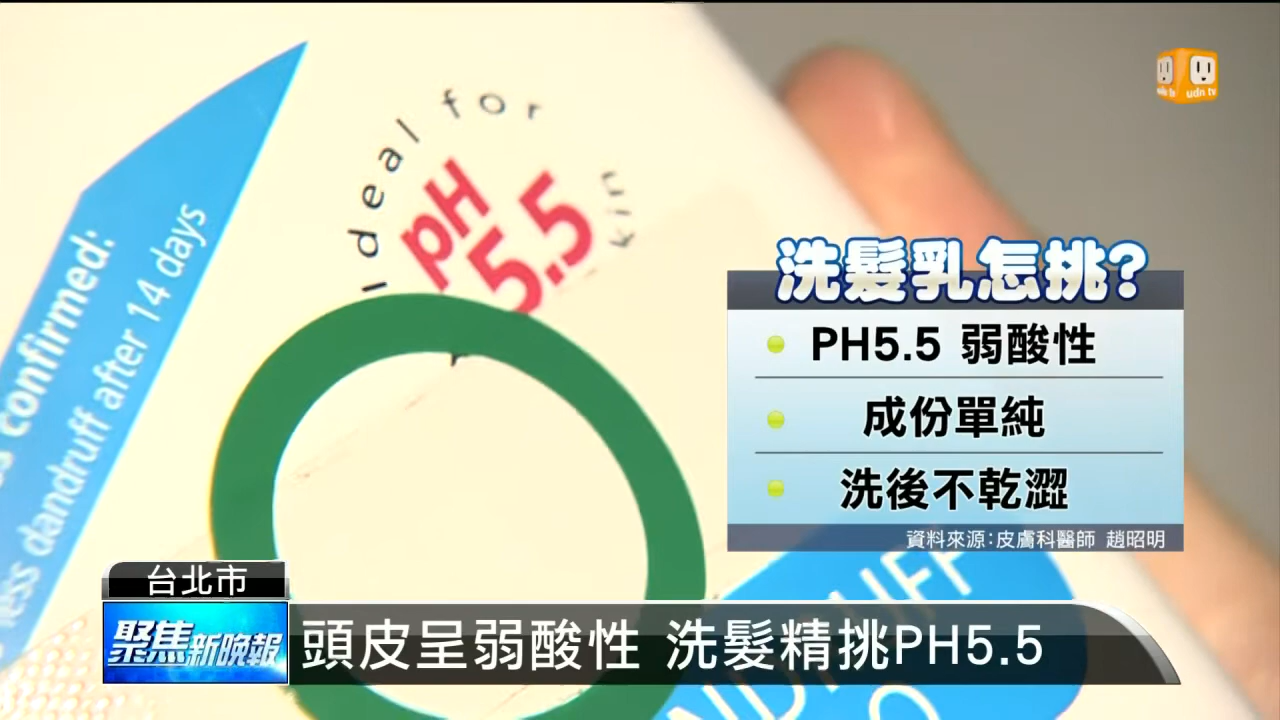 Ideal for
pH
5.5
confirmed:
less dandruff after 14 days
udn tv
洗髮乳怎挑?
PH5.5 弱酸性
成份單純
洗後不乾澀
資料來源:皮膚科醫師 趙昭明
台北市
聚焦新晚報
頭皮呈弱酸性 洗髮精挑PH5.5